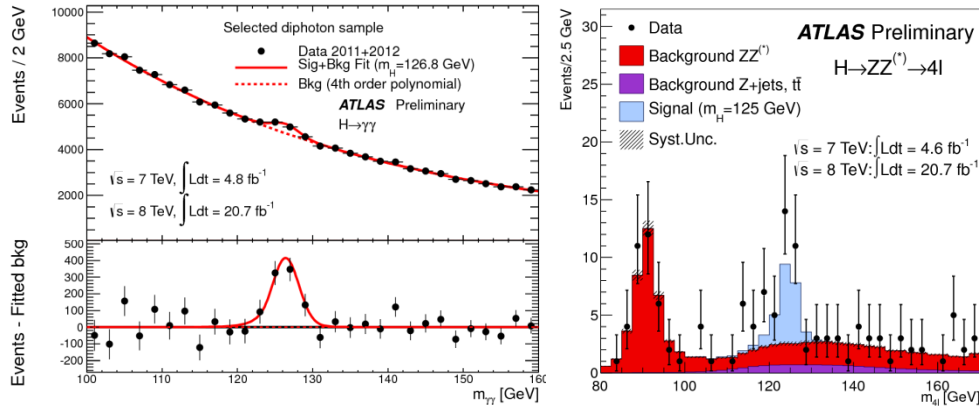 Events / 2 GeV
10000
8000
6000
4000
2000
Selected diphoton sample
Data 2011+2012
Sig+Bkg Fit (m_H=126.8 GeV)
Bkg (4th order polynomial)
ATLAS Preliminary
H→γγ
√s = 7 TeV, ∫Ldt = 4.8 fb⁻¹
√s = 8 TeV, ∫Ldt = 20.7 fb⁻¹
Events - Fitted bkg
500
400
300
200
100
0
-100
-200
100 110 120 130 140 150 160
m_γγ [GeV]
Events/2.5 GeV
30
25
20
15
10
5
0
Data
Background ZZ(*)
Background Z+jets, tt̄
Signal (m_H=125 GeV)
Syst.Unc.
ATLAS Preliminary
H→ZZ(*)→4l
√s = 7 TeV:∫Ldt = 4.6 fb⁻¹
√s = 8 TeV:∫Ldt = 20.7 fb⁻¹
80 100 120 140 160
m_4l [GeV]